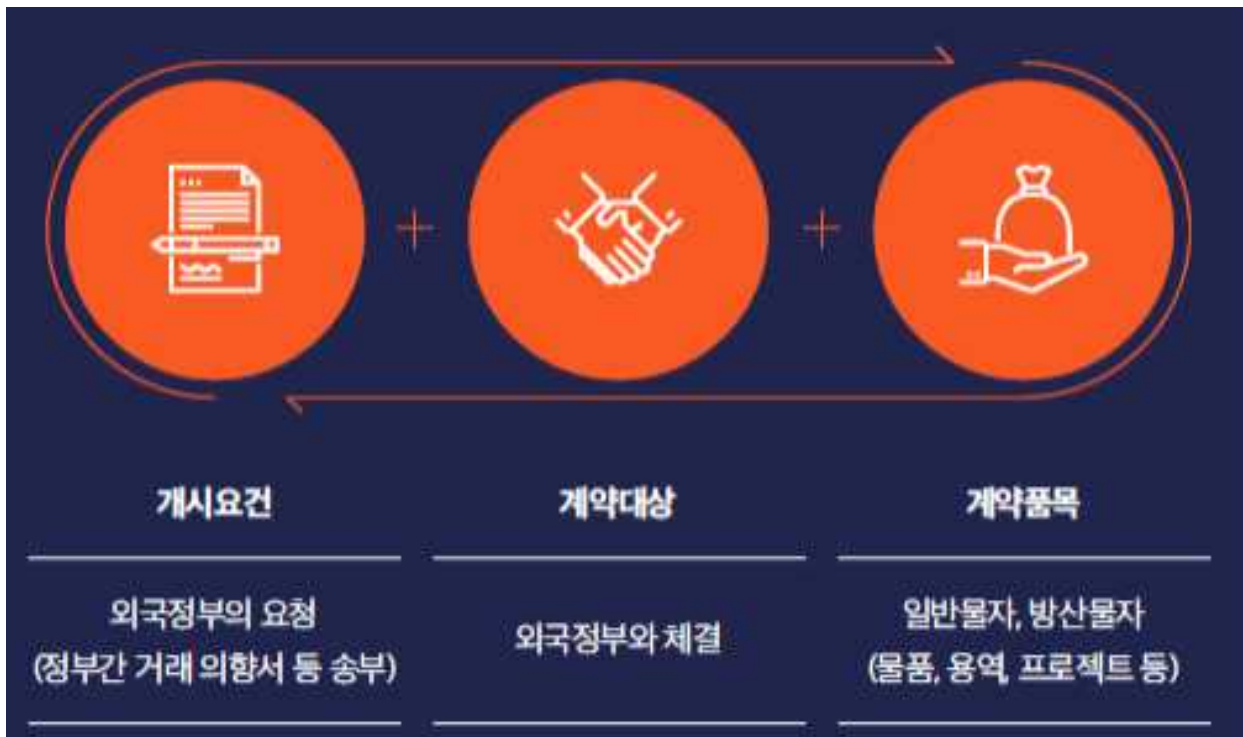 개시요건
계약대상
계약품목
외국정부의 요청
(정부간 거래 의향서 등 송부)
외국정부와 체결
일반물자, 방산물자
(물품, 용역, 프로젝트 등)